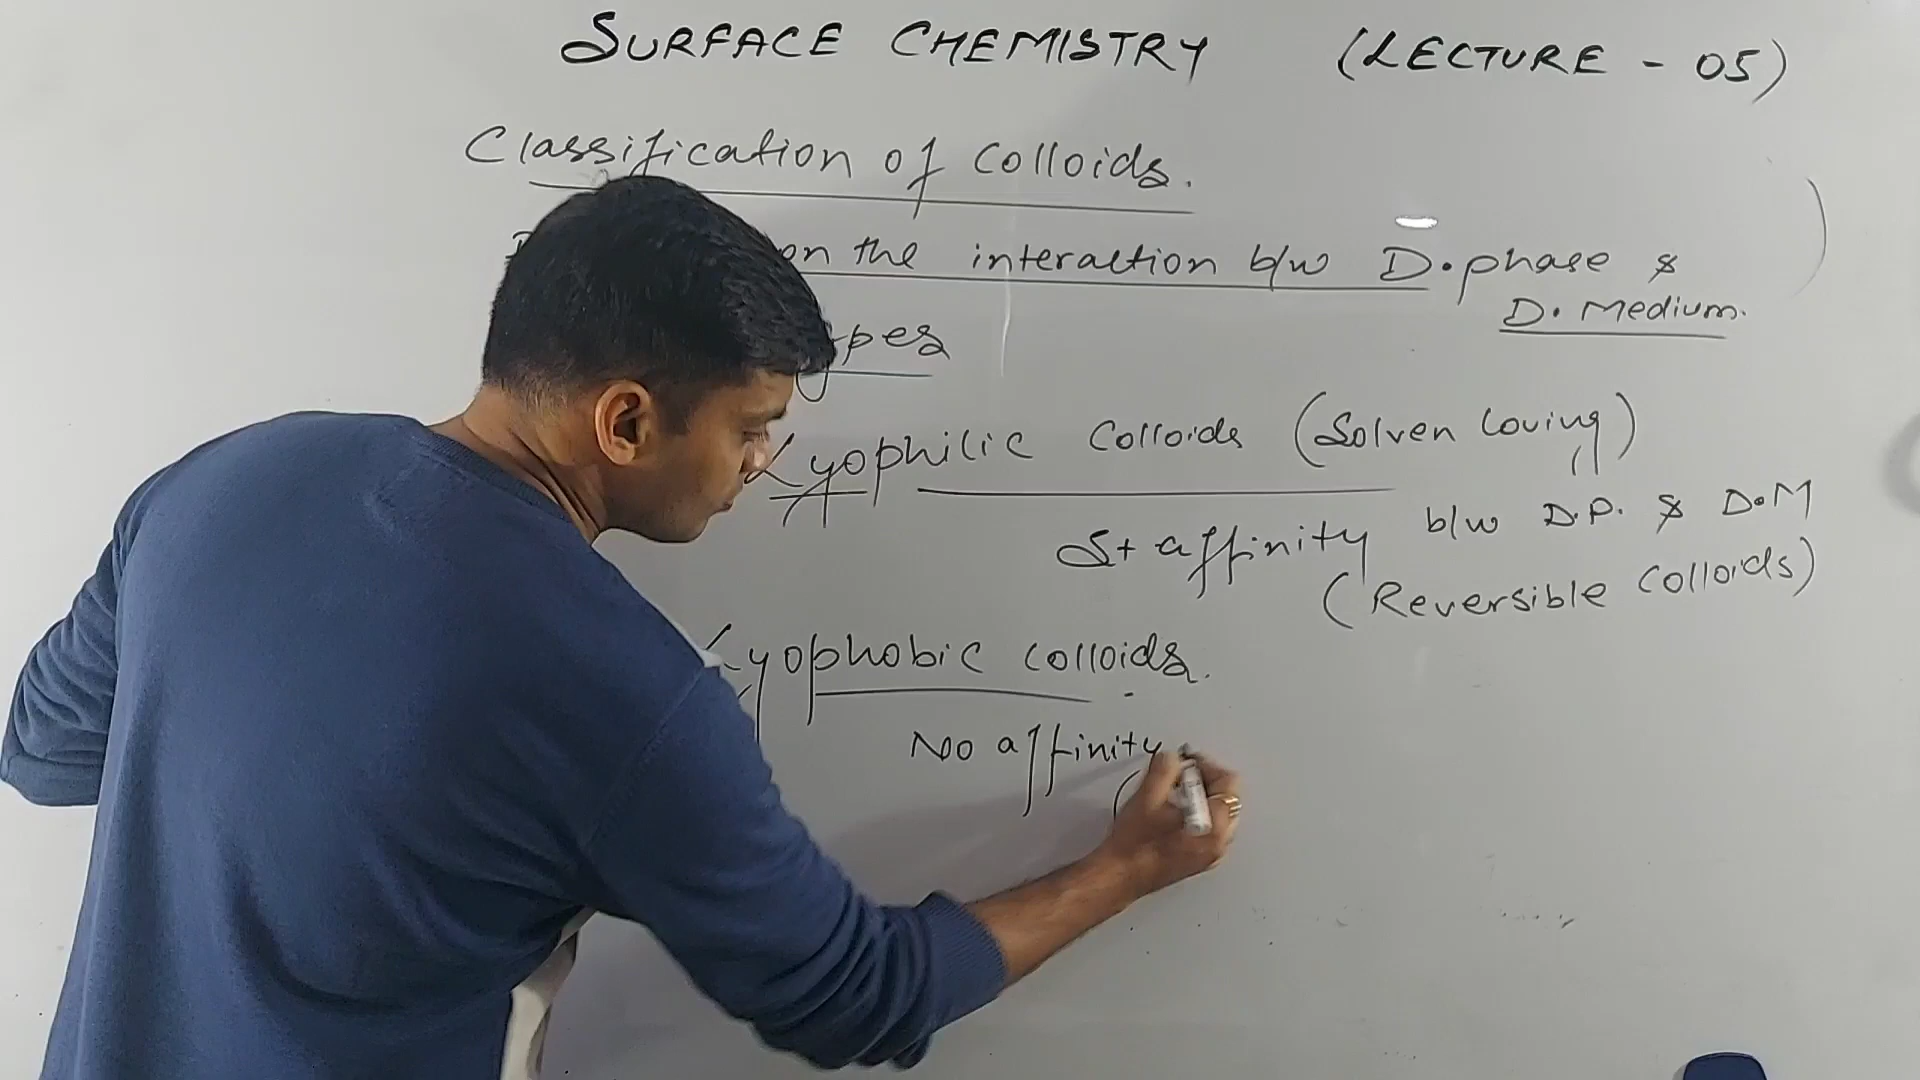 SURFACE CHEMISTRY (LECTURE - 05)
Classification of Colloids.
on the interaction b/w D.phase &
D. Medium.
ypes
Lyophilic Colloids (Solven loving)
St affinity b/w D.P. & D.M
(Reversible Colloids)
Lyophobic colloids.
No affinity
(